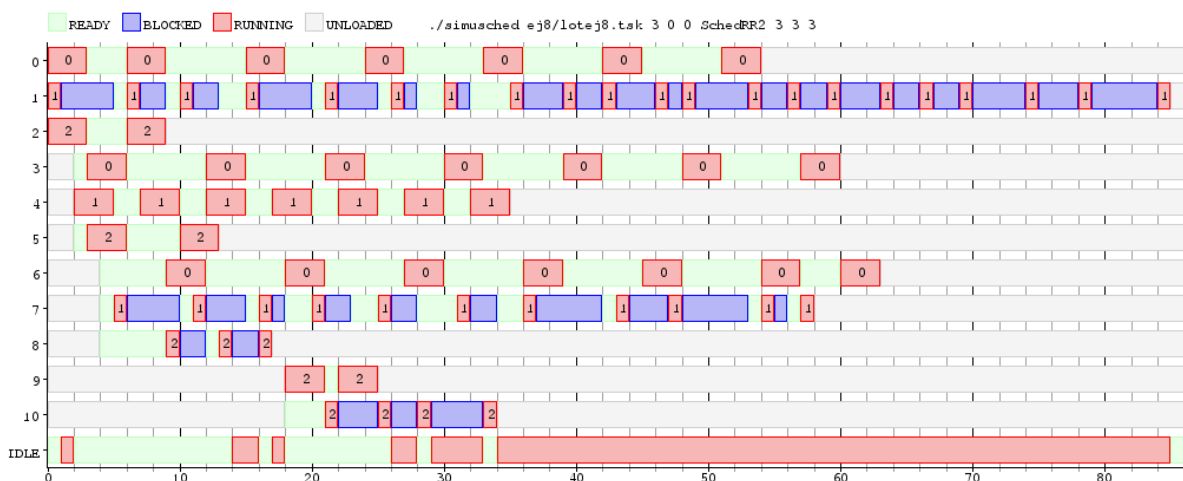 READY BLOCKED RUNNING UNLOADED ./simusched ej8/lotej8.tsk 3 0 0 SchedRR2 3 3 3
0 0 0 0 0 0 0 0
1 1 1 1 1 1 1 1 1 1 1 1 1 1 1 1 1 1 1 1 1
2 2 2
3 0 0 0 0 0 0 0
4 1 1 1 1 1 1 1
5 2 2
6 0 0 0 0 0 0 0
7 1 1 1 1 1 1 1 1 1 1 1
8 2 2 2
9 2 2
10 2 2 2 2
IDLE
0 10 20 30 40 50 60 70 80